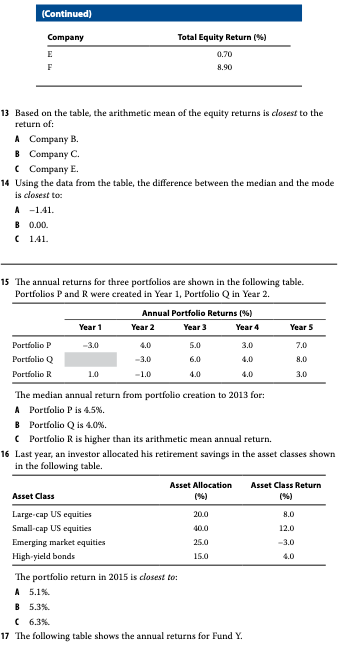 (Continued)
Company Total Equity Return (%)
E 0.70
F 8.90
13 Based on the table, the arithmetic mean of the equity returns is closest to the
return of:
A Company B.
B Company C.
C Company E.
14 Using the data from the table, the difference between the median and the mode
is closest to:
A −1.41.
B 0.00.
C 1.41.
15 The annual returns for three portfolios are shown in the following table.
Portfolios P and R were created in Year 1, Portfolio Q in Year 2.
Annual Portfolio Returns (%)
Year 1 Year 2 Year 3 Year 4 Year 5
Portfolio P −3.0 4.0 5.0 3.0 7.0
Portfolio Q −3.0 6.0 4.0 8.0
Portfolio R 1.0 −1.0 4.0 4.0 3.0
The median annual return from portfolio creation to 2013 for:
A Portfolio P is 4.5%.
B Portfolio Q is 4.0%.
C Portfolio R is higher than its arithmetic mean annual return.
16 Last year, an investor allocated his retirement savings in the asset classes shown
in the following table.
Asset Allocation Asset Class Return
Asset Class (%) (%)
Large-cap US equities 20.0 8.0
Small-cap US equities 40.0 12.0
Emerging market equities 25.0 −3.0
High-yield bonds 15.0 4.0
The portfolio return in 2015 is closest to:
A 5.1%.
B 5.3%.
C 6.3%.
17 The following table shows the annual returns for Fund Y.